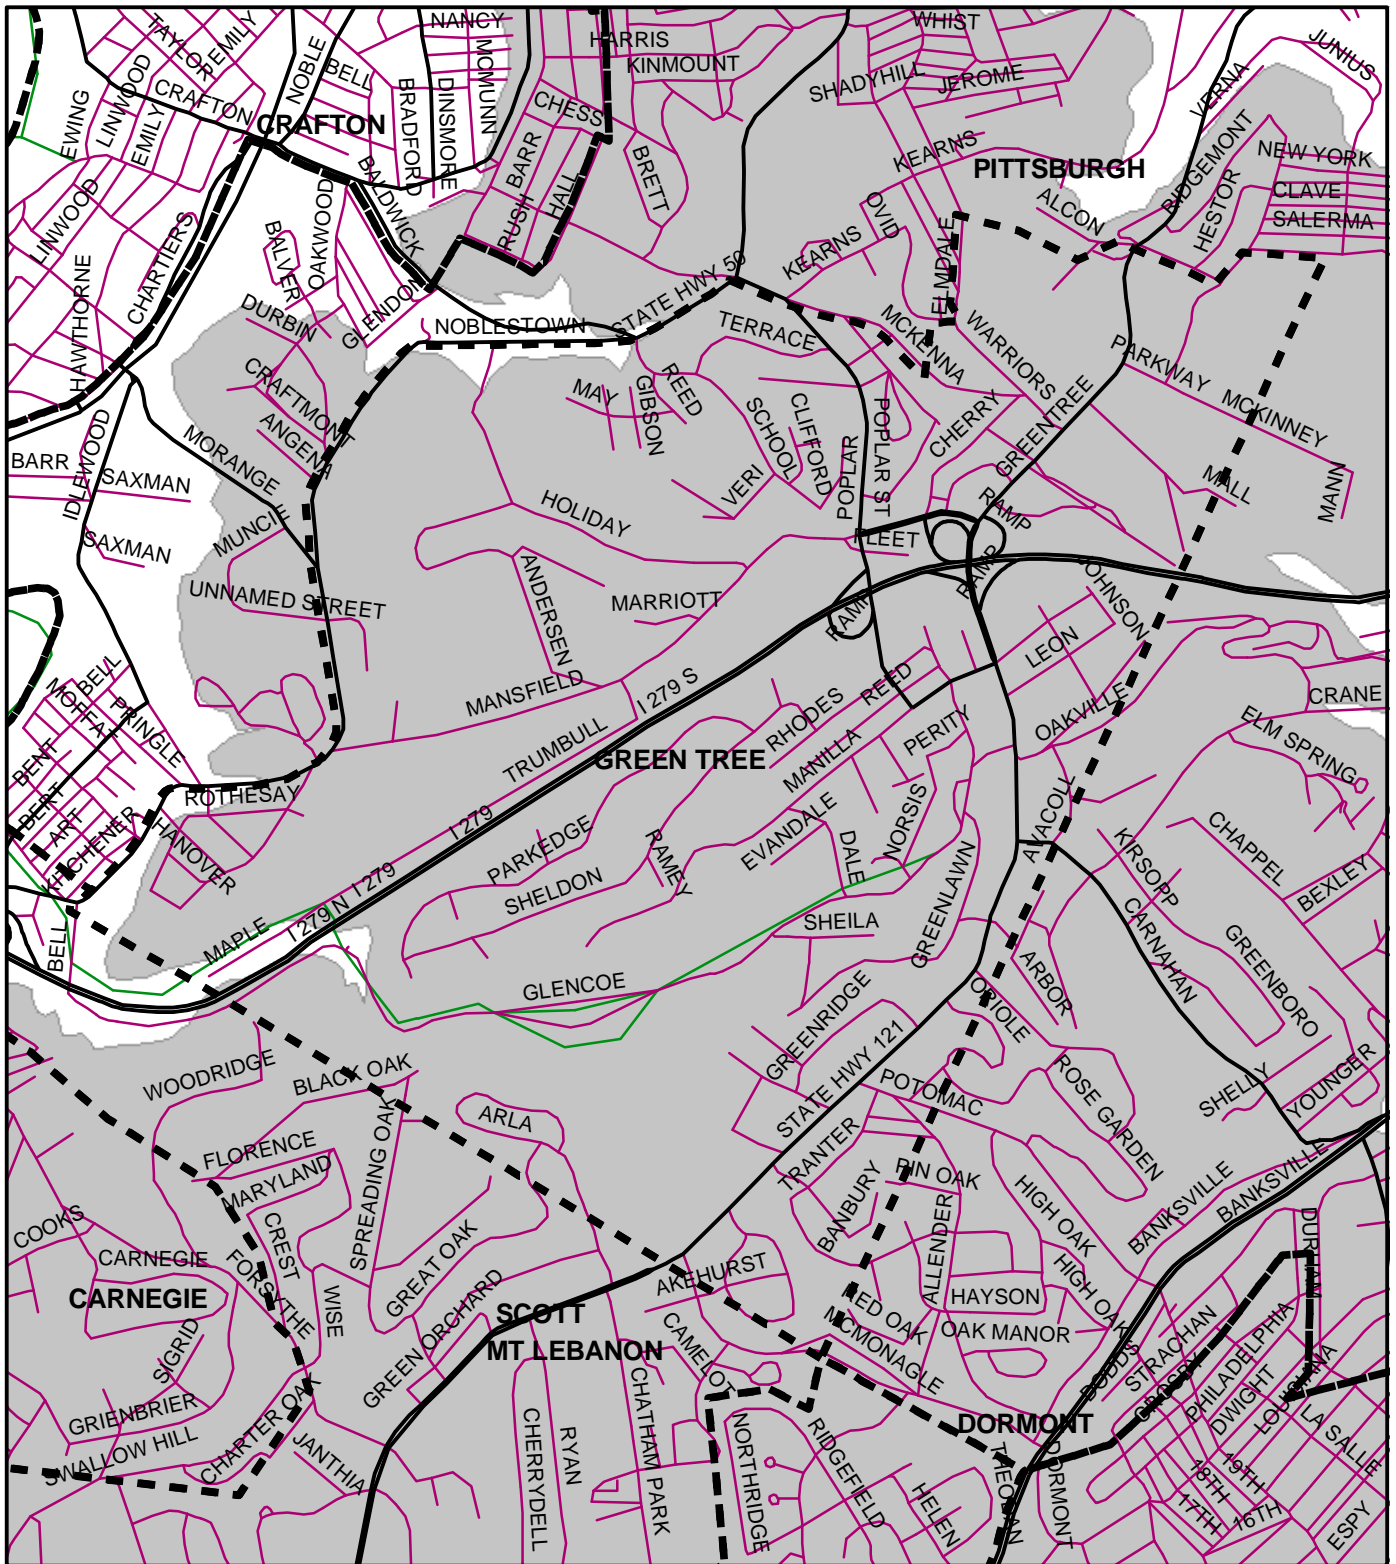 NANCY
WHIST
TAYLOR
EMILY
NOBLE
HARRIS
JUNIUS
BELL
MCMUNN
KINMOUNT
SHADYHILL
JEROME
VERNA
LINWOOD
CRAFTON
BRADFORD
DINSMORE
CHESS
EWING
EMILY
CRAFTON
BARR
BRETT
KEARNS
PITTSBURGH
RIDGEMONT
NEW YORK
LINWOOD
OAKWOOD
BALDWICK
HALL
RUSH
OVID
ALCON
HESTOR
CLAVE
SALERMA
CHARTIERS
BALVER
KEARNS
ELMDALE
HAWTHORNE
GLENDON
STATE HWY 50
DURBIN
NOBLESTOWN
TERRACE
MCKENNA
WARRIORS
PARKWAY
CRAFTMONT
MAY
GIBSON
REED
SCHOOL
CLIFFORD
POPLAR ST
CHERRY
GREENTREE
MCKINNEY
ANGENI
IDLEWOOD
BARR
MORANGE
SAXMAN
VERI
POPLAR
MALL
MANN
HOLIDAY
RAMP
MUNCIE
SAXMAN
FLEET
RAMP
ANDERSEN
JOHNSON
UNNAMED STREET
MARRIOTT
RAMP
LEON
MOBELL
MOFFAT
PRINGLE
MANSFIELD
I 279 S
REED
CRANE
RHODES
OAKVILLE
ELM SPRING
TRUMBULL
GREEN TREE
MANILLA
PERITY
BENT
BERT
ART
ROTHESAY
AVACOLL
KITCHENER
HANOVER
I 279
PARKEDGE
RAMEY
EVANDALE
DALE
NORSIS
KIRSOPP
CHAPPEL
I 279
SHELDON
BEXLEY
MAPLE
I 279 N
SHEILA
GREENLAWN
CARNAHAN
GREENBORO
BELL
GLENCOE
ARBOR
ORIOLE
GREENRIDGE
STATE HWY 121
WOODRIDGE
BLACK OAK
POTOMAC
ROSE GARDEN
SHELLY
YOUNGER
ARLA
FLORENCE
SPREADING OAK
TRANTER
MARYLAND
PIN OAK
HIGH OAK
BANKSVILLE
BANKSVILLE
COOKS
CREST
BANBURY
ALLENDER
DURHAM
CARNEGIE
FORSYTHE
GREAT OAK
AKEHURST
HIGH OAK
CARNEGIE
WISE
GREEN ORCHARD
SCOTT
RED OAK
HAYSON
OAK MANOR
SIGRID
MT LEBANON
CAMELOT
MCMONAGLE
DODDS
STRACHAN
CROSBY
PHILADELPHIA
DWIGHT
LOUISIANA
GRIENBRIER
CHARTER OAK
CHATHAM PARK
DORMONT
LA SALLE
SWALLOW HILL
JANTHIA
CHERRYDELL
RYAN
NORTHRIDGE
RIDGEFIELD
HELEN
DORMONT
18TH
19TH
17TH
16TH
ESPY